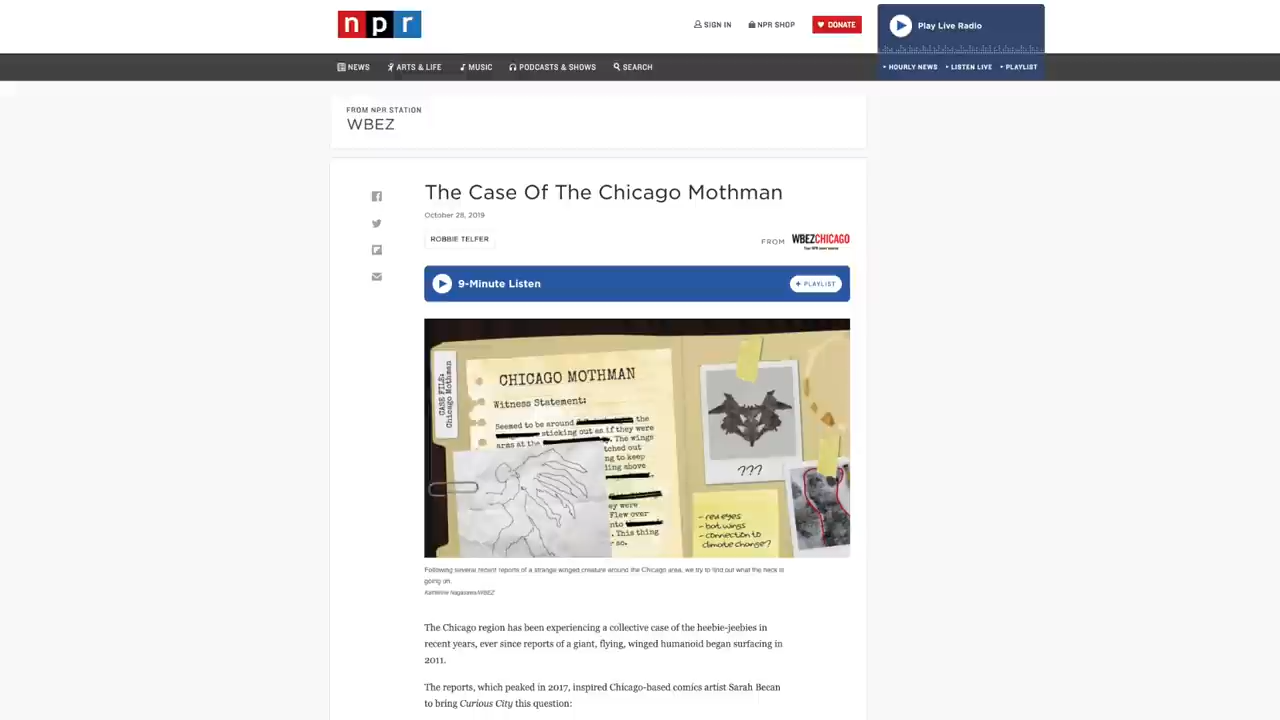 npr
SIGN IN
NPR SHOP
DONATE
Play Live Radio
NEWS
ARTS & LIFE
MUSIC
PODCASTS & SHOWS
SEARCH
HOURLY NEWS
LISTEN LIVE
PLAYLIST
FROM NPR STATION
WBEZ
The Case Of The Chicago Mothman
October 28, 2019
ROBBIE TELFER
FROM
WBEZCHICAGO
Your NPR news source
9-Minute Listen
+ PLAYLIST
CASE FILE:
Chicago Mothman
CHICAGO MOTHMAN
Witness Statement:
Seemed to be around the
sticking out as if they were
arms at the . The wings
tched out
ng to keep
ing above
ey were
Flew over
nto
. This thing
so.
???
- red eyes
- bat wings
- connection to
climate change?
Following several recent reports of a strange winged creature around the Chicago area, we try to find out what the heck is
going on.
Katherine Nagasawa/WBEZ
The Chicago region has been experiencing a collective case of the heebie-jeebies in
recent years, ever since reports of a giant, flying, winged humanoid began surfacing in
2011.
The reports, which peaked in 2017, inspired Chicago-based comics artist Sarah Becan
to bring Curious City this question: